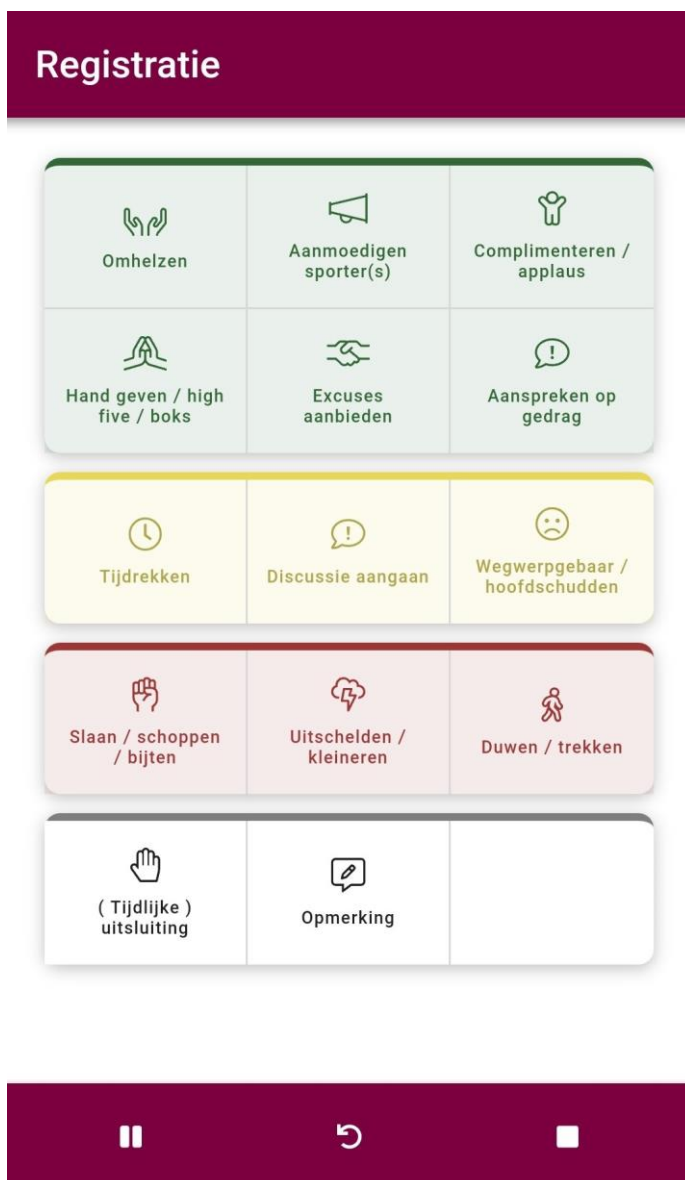 Registratie
Omhelzen
Aanmoedigen
sporter(s)
Complimenteren /
applaus
Hand geven / high
five / boks
Excuses
aanbieden
Aanspreken op
gedrag
Tijdrekken
Discussie aangaan
Wegwerpgebaar /
hoofdschudden
Slaan / schoppen
/ bijten
Uitschelden /
kleineren
Duwen / trekken
( Tijdlijke )
uitsluiting
Opmerking